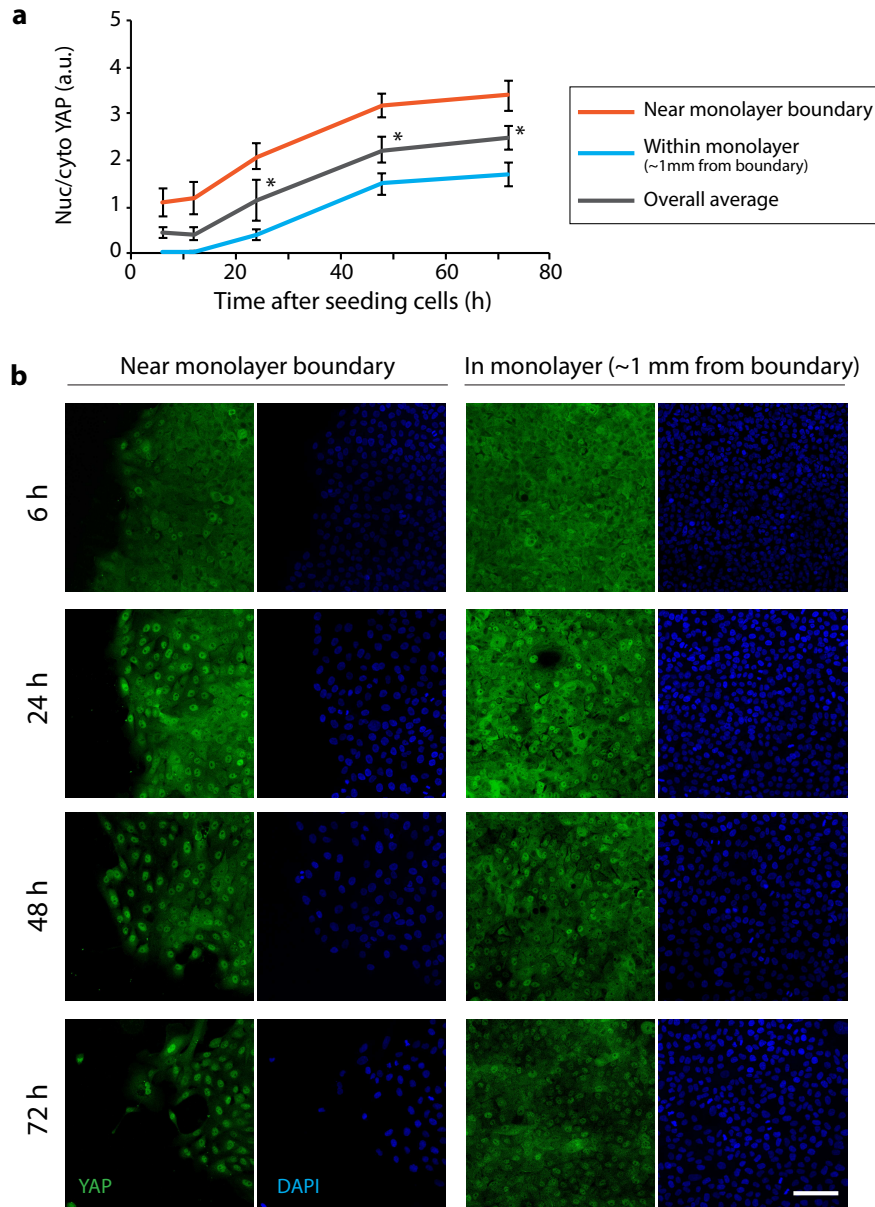 a
5
4
3
2
1
0
Nuc/cyto YAP (a.u.)
*
*
*
0
20
40
60
80
Time after seeding cells (h)
Near monolayer boundary
Within monolayer
(~1mm from boundary)
Overall average
b
Near monolayer boundary
In monolayer (~1 mm from boundary)
6 h
24 h
48 h
72 h
YAP
DAPI